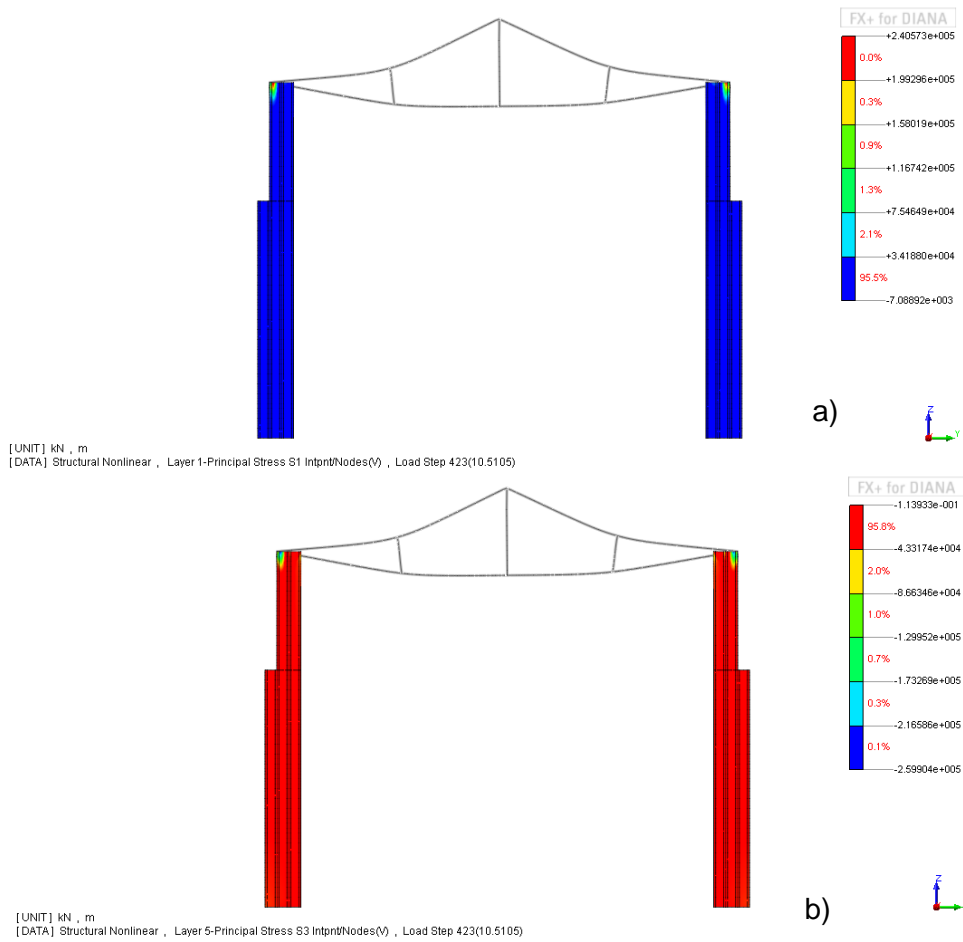 FX+ for DIANA
+2.40573e+005
0.0%
+1.99296e+005
0.3%
+1.58019e+005
0.9%
+1.16742e+005
1.3%
+7.54649e+004
2.1%
+3.41880e+004
95.5%
-7.08892e+003
a)
Z
Y
[UNIT] kN , m
[DATA] Structural Nonlinear , Layer 1-Principal Stress S1 Intpnt/Nodes(V) , Load Step 423(10.5105)
FX+ for DIANA
-1.13933e-001
95.8%
-4.33174e+004
2.0%
-8.66346e+004
1.0%
-1.29952e+005
0.7%
-1.73269e+005
0.3%
-2.16586e+005
0.1%
-2.59904e+005
b)
Z
[UNIT] kN , m
[DATA] Structural Nonlinear , Layer 5-Principal Stress S3 Intpnt/Nodes(V) , Load Step 423(10.5105)